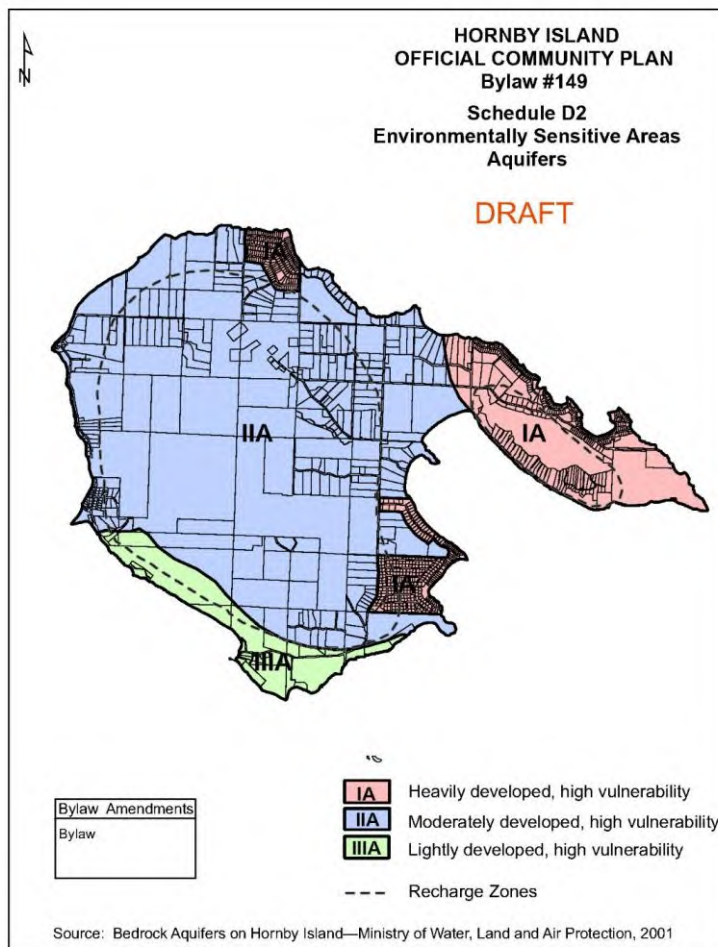 N
HORNBY ISLAND
OFFICIAL COMMUNITY PLAN
Bylaw #149
Schedule D2
Environmentally Sensitive Areas
Aquifers
DRAFT
IA
IIA
IA
IA
IIIA
IA Heavily developed, high vulnerability
IIA Moderately developed, high vulnerability
IIIA Lightly developed, high vulnerability
Recharge Zones
Bylaw Amendments
Bylaw
Source: Bedrock Aquifers on Hornby Island—Ministry of Water, Land and Air Protection, 2001